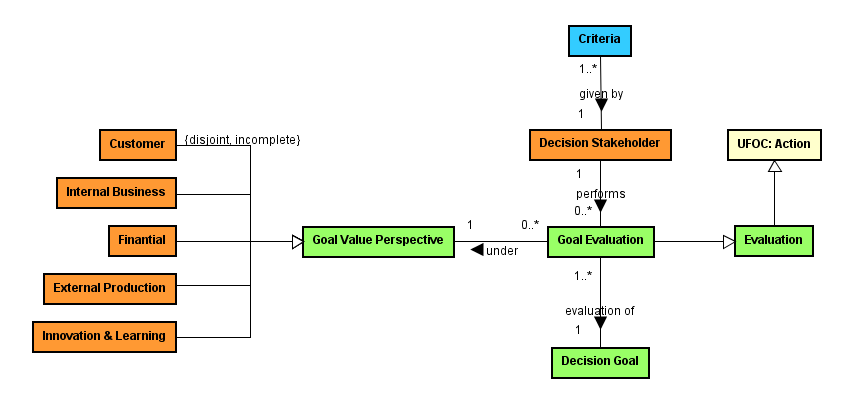 Criteria
1..*
given by
1
Decision Stakeholder
UFOC: Action
Customer
{disjoint, incomplete}
Internal Business
1
performs
0..*
Finantial
Goal Value Perspective
1
0..*
under
Goal Evaluation
Evaluation
External Production
1..*
evaluation of
1
Innovation & Learning
Decision Goal